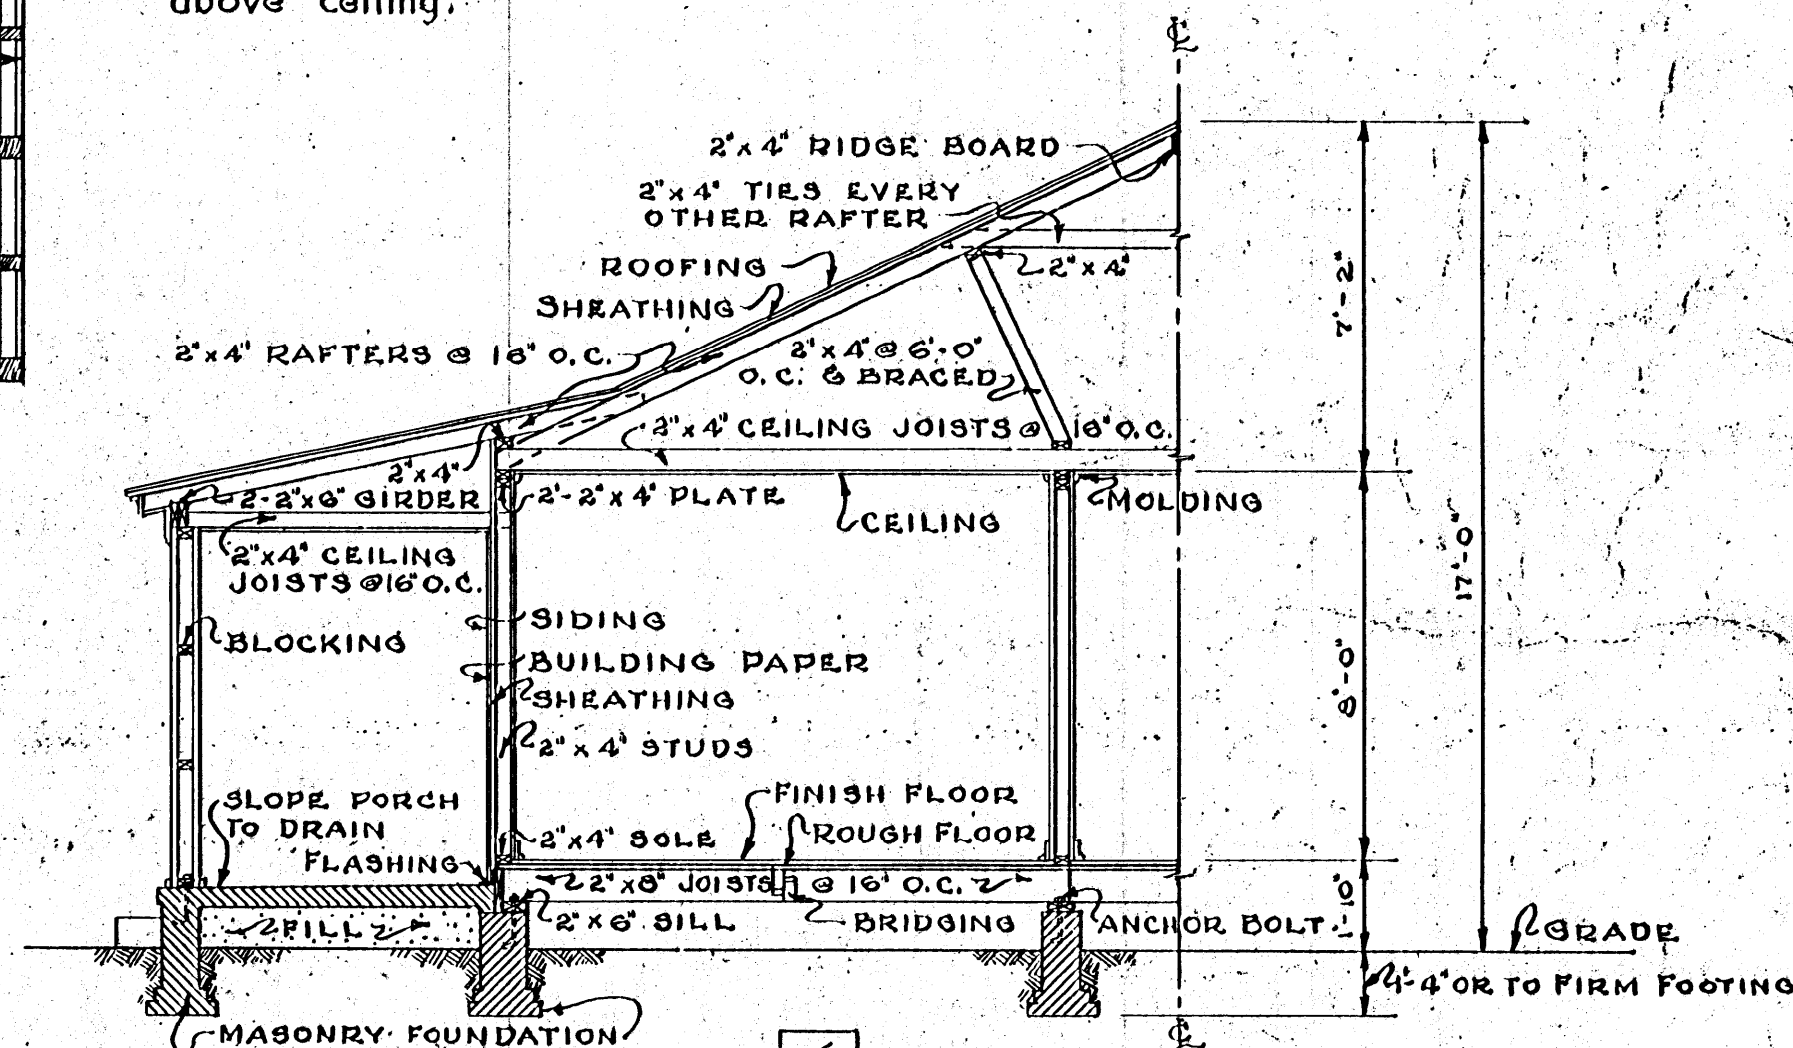 above ceiling.
℄
2"x4" RIDGE BOARD
2"x4" TIES EVERY
OTHER RAFTER
ROOFING
2"x4"
SHEATHING
7'-2"
2"x4" RAFTERS @ 16" O.C.
2"x4" @ 6'-0"
O.C. & BRACED
2"x4" CEILING JOISTS @ 16" O.C.
2"x4"
2-2"x6" GIRDER
2'-2"x4" PLATE
MOLDING
CEILING
2"x4" CEILING
JOISTS @ 16" O.C.
17'-0"
SIDING
BLOCKING
BUILDING PAPER
8'-0"
SHEATHING
2"x4" STUDS
SLOPE PORCH
TO DRAIN
FINISH FLOOR
2"x4" SOLE
ROUGH FLOOR
FLASHING
2"x8" JOISTS @ 16" O.C.
1'-10"
FILL
2"x6" SILL
BRIDGING
ANCHOR BOLT
GRADE
1'-4" OR TO FIRM FOOTING
MASONRY FOUNDATION
℄